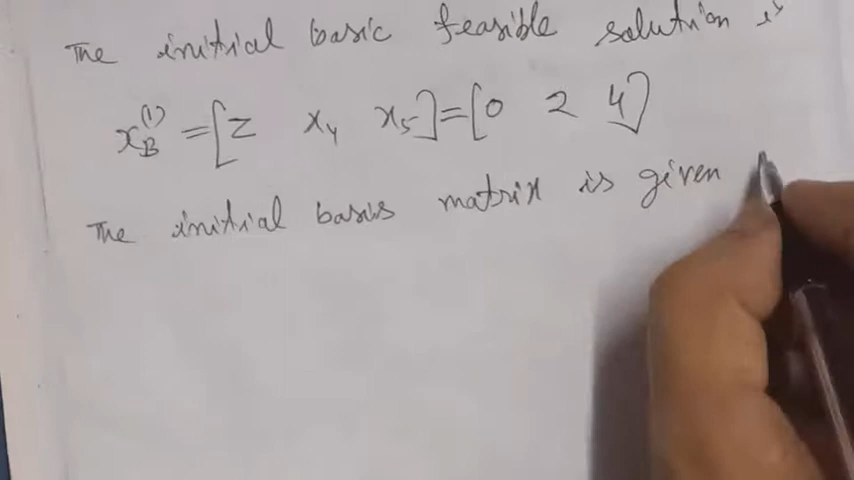 The initial basic feasible solution is
x_B^(1) = [z x_4 x_5] = [0 2 4]
The initial basis matrix is given